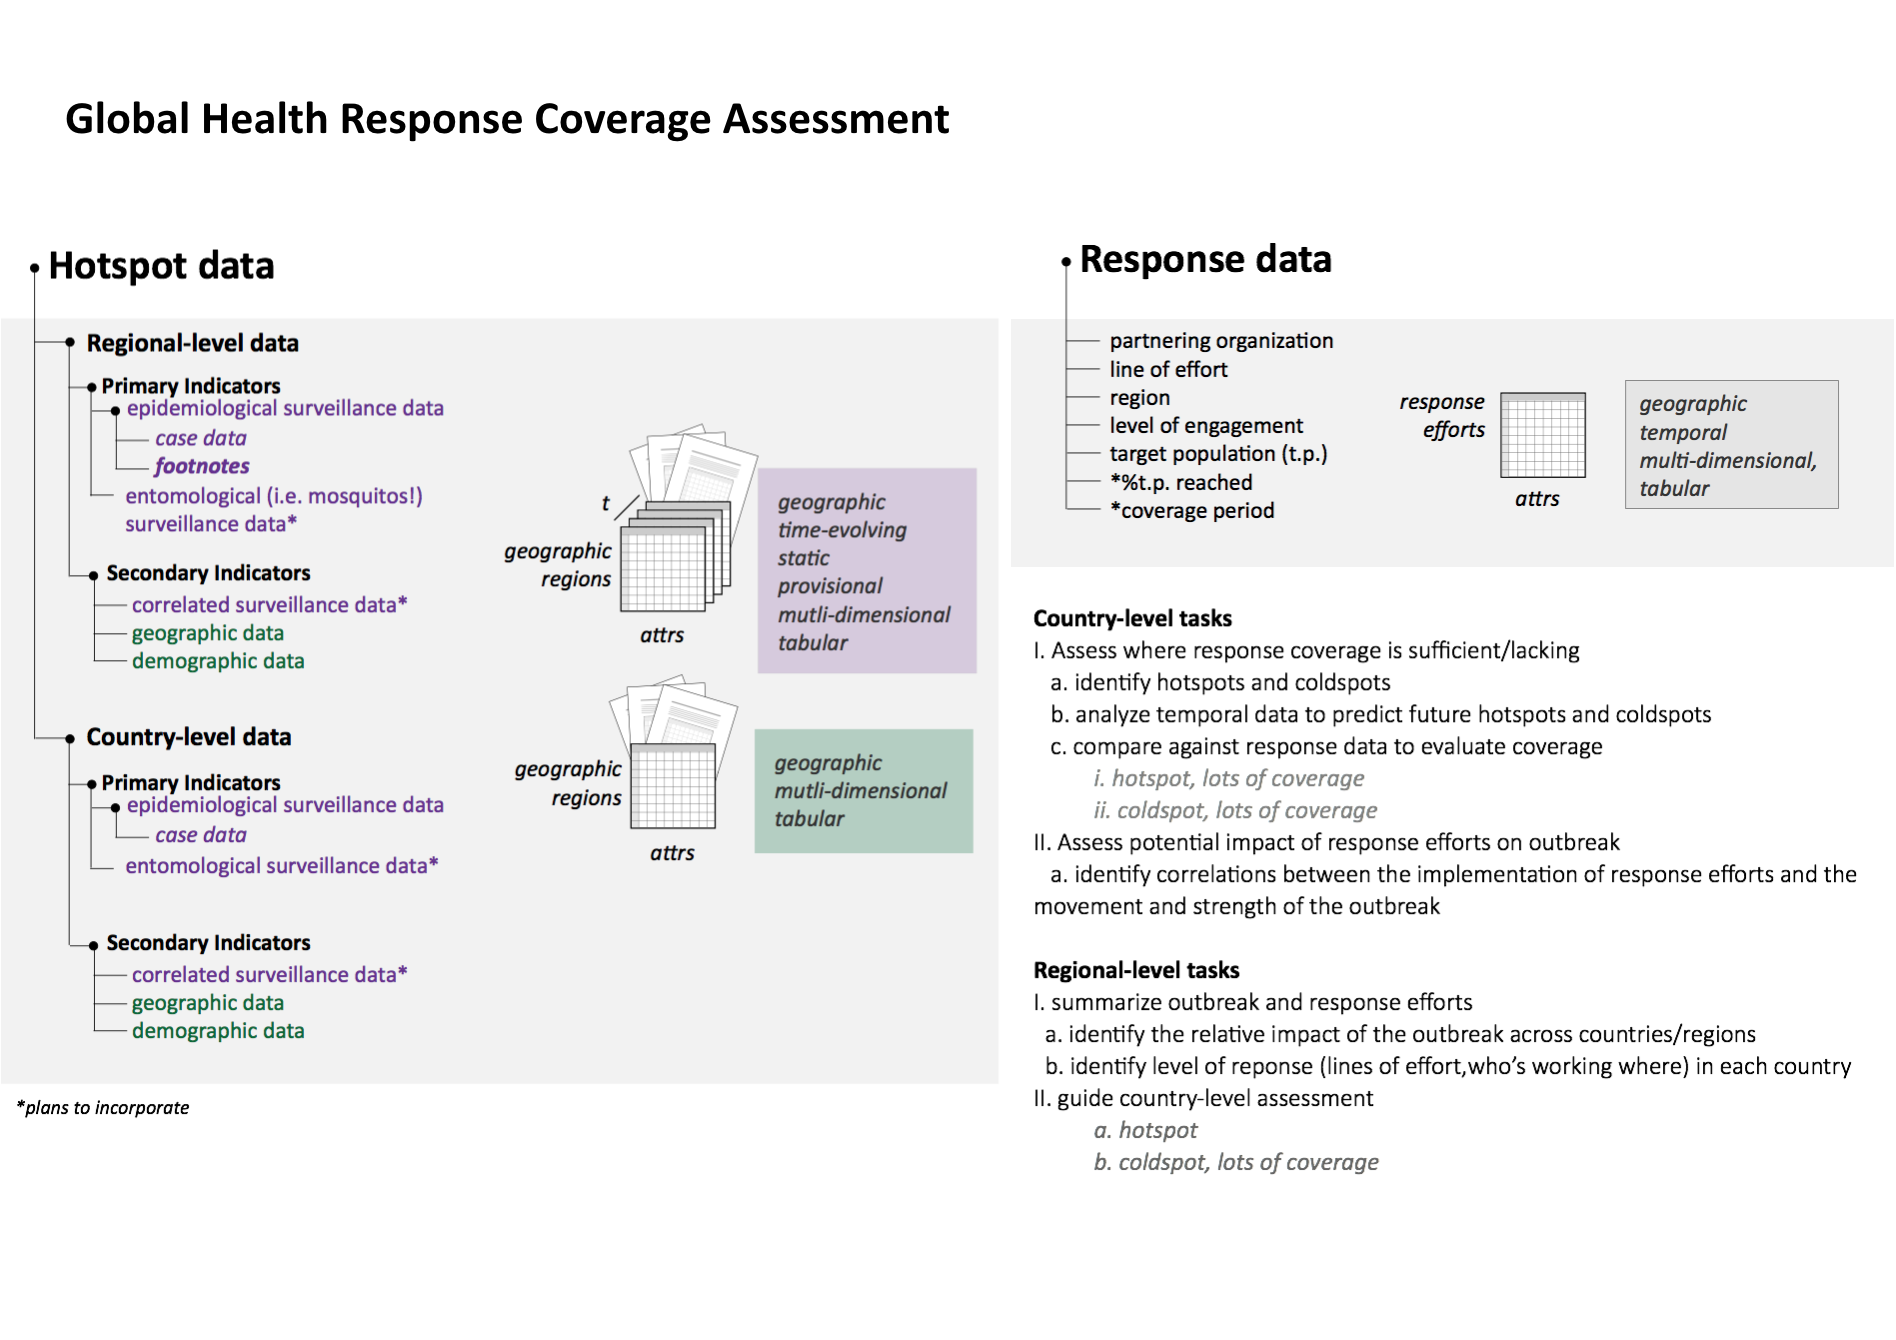 Global Health Response Coverage Assessment
Hotspot data
Regional-level data
Primary Indicators
epidemiological surveillance data
case data
footnotes
entomological (i.e. mosquitos!)
surveillance data*
Secondary Indicators
correlated surveillance data*
geographic data
demographic data
t
geographic
regions
attrs
geographic
time-evolving
static
provisional
mutli-dimensional
tabular
Country-level data
Primary Indicators
epidemiological surveillance data
case data
entomological surveillance data*
Secondary Indicators
correlated surveillance data*
geographic data
demographic data
geographic
regions
attrs
geographic
mutli-dimensional
tabular
*plans to incorporate
Response data
partnering organization
line of effort
region
level of engagement
target population (t.p.)
*%t.p. reached
*coverage period
response
efforts
attrs
geographic
temporal
multi-dimensional,
tabular
Country-level tasks
I. Assess where response coverage is sufficient/lacking
a. identify hotspots and coldspots
b. analyze temporal data to predict future hotspots and coldspots
c. compare against response data to evaluate coverage
i. hotspot, lots of coverage
ii. coldspot, lots of coverage
II. Assess potential impact of response efforts on outbreak
a. identify correlations between the implementation of response efforts and the
movement and strength of the outbreak
Regional-level tasks
I. summarize outbreak and response efforts
a. identify the relative impact of the outbreak across countries/regions
b. identify level of reponse (lines of effort,who's working where) in each country
II. guide country-level assessment
a. hotspot
b. coldspot, lots of coverage